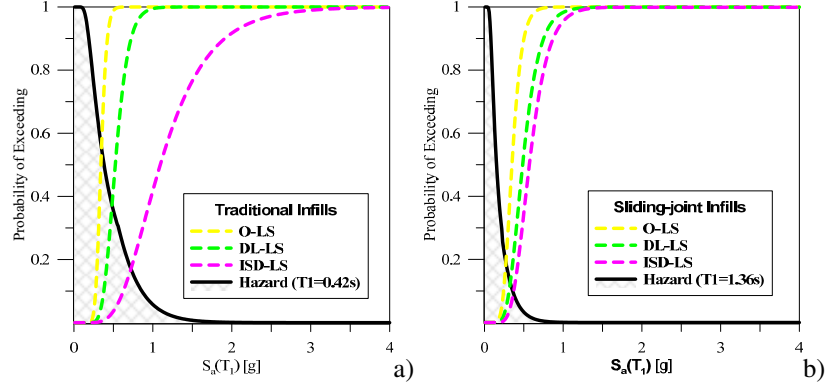 1
0.8
0.6
0.4
0.2
Probability of Exceeding
Traditional Infills
O-LS
DL-LS
ISD-LS
Hazard (T1=0.42s)
0 1 2 3 4
Sa(T1) [g]
a)
1
0.8
0.6
0.4
0.2
Probability of Exceeding
Sliding-joint Infills
O-LS
DL-LS
ISD-LS
Hazard (T1=1.36s)
0 1 2 3 4
Sa(T1) [g]
b)